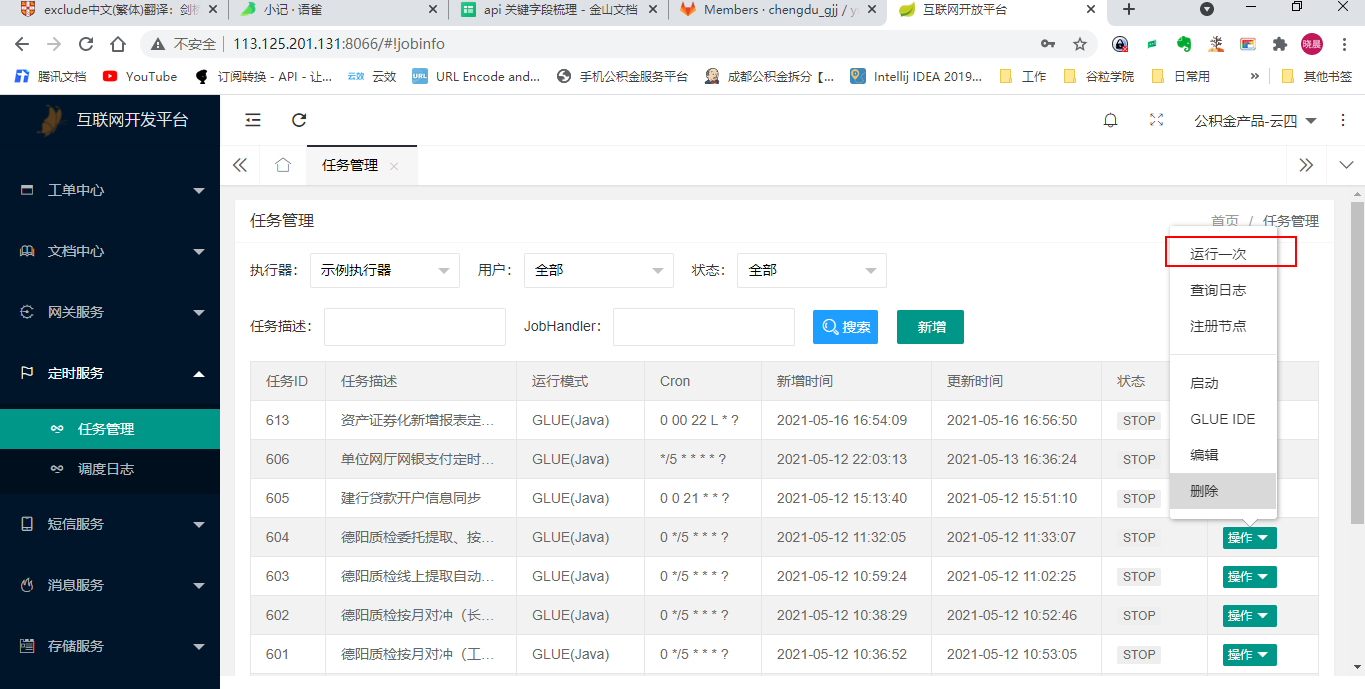 exclude中文(繁体)翻译：剑桥
小记 · 语雀
api 关键字段梳理 - 金山文档
Members · chengdu_gjj / yu
互联网开放平台
不安全 | 113.125.201.131:8066/#!jobinfo
晓晨
腾讯文档
YouTube
订阅转换 - API - 让...
云效 云效
URL URL Encode and...
手机公积金服务平台
成都公积金拆分【...
Intellij IDEA 2019...
工作
谷粒学院
日常用
»
其他书签
互联网开发平台
公积金产品-云四
任务管理
工单中心
文档中心
网关服务
定时服务
任务管理
调度日志
短信服务
消息服务
存储服务
任务管理
首页 / 任务管理
执行器： 示例执行器 用户： 全部 状态： 全部
任务描述： JobHandler： 搜索 新增
任务ID 任务描述 运行模式 Cron 新增时间 更新时间 状态
613 资产证券化新增报表定... GLUE(Java) 0 00 22 L * ? 2021-05-16 16:54:09 2021-05-16 16:56:50 STOP
606 单位网厅网银支付定时... GLUE(Java) */5 * * * * ? 2021-05-12 22:03:13 2021-05-13 16:36:24 STOP
605 建行贷款开户信息同步 GLUE(Java) 0 0 21 * * ? 2021-05-12 15:13:40 2021-05-12 15:51:10 STOP
604 德阳质检委托提取、按... GLUE(Java) 0 */5 * * * ? 2021-05-12 11:32:05 2021-05-12 11:33:07 STOP 操作
603 德阳质检线上提取自动... GLUE(Java) 0 */5 * * * ? 2021-05-12 10:59:24 2021-05-12 11:02:25 STOP 操作
602 德阳质检按月对冲（长... GLUE(Java) 0 */5 * * * ? 2021-05-12 10:38:29 2021-05-12 10:52:46 STOP 操作
601 德阳质检按月对冲（工... GLUE(Java) 0 */5 * * * ? 2021-05-12 10:36:52 2021-05-12 10:53:05 STOP 操作
运行一次
查询日志
注册节点
启动
GLUE IDE
编辑
删除